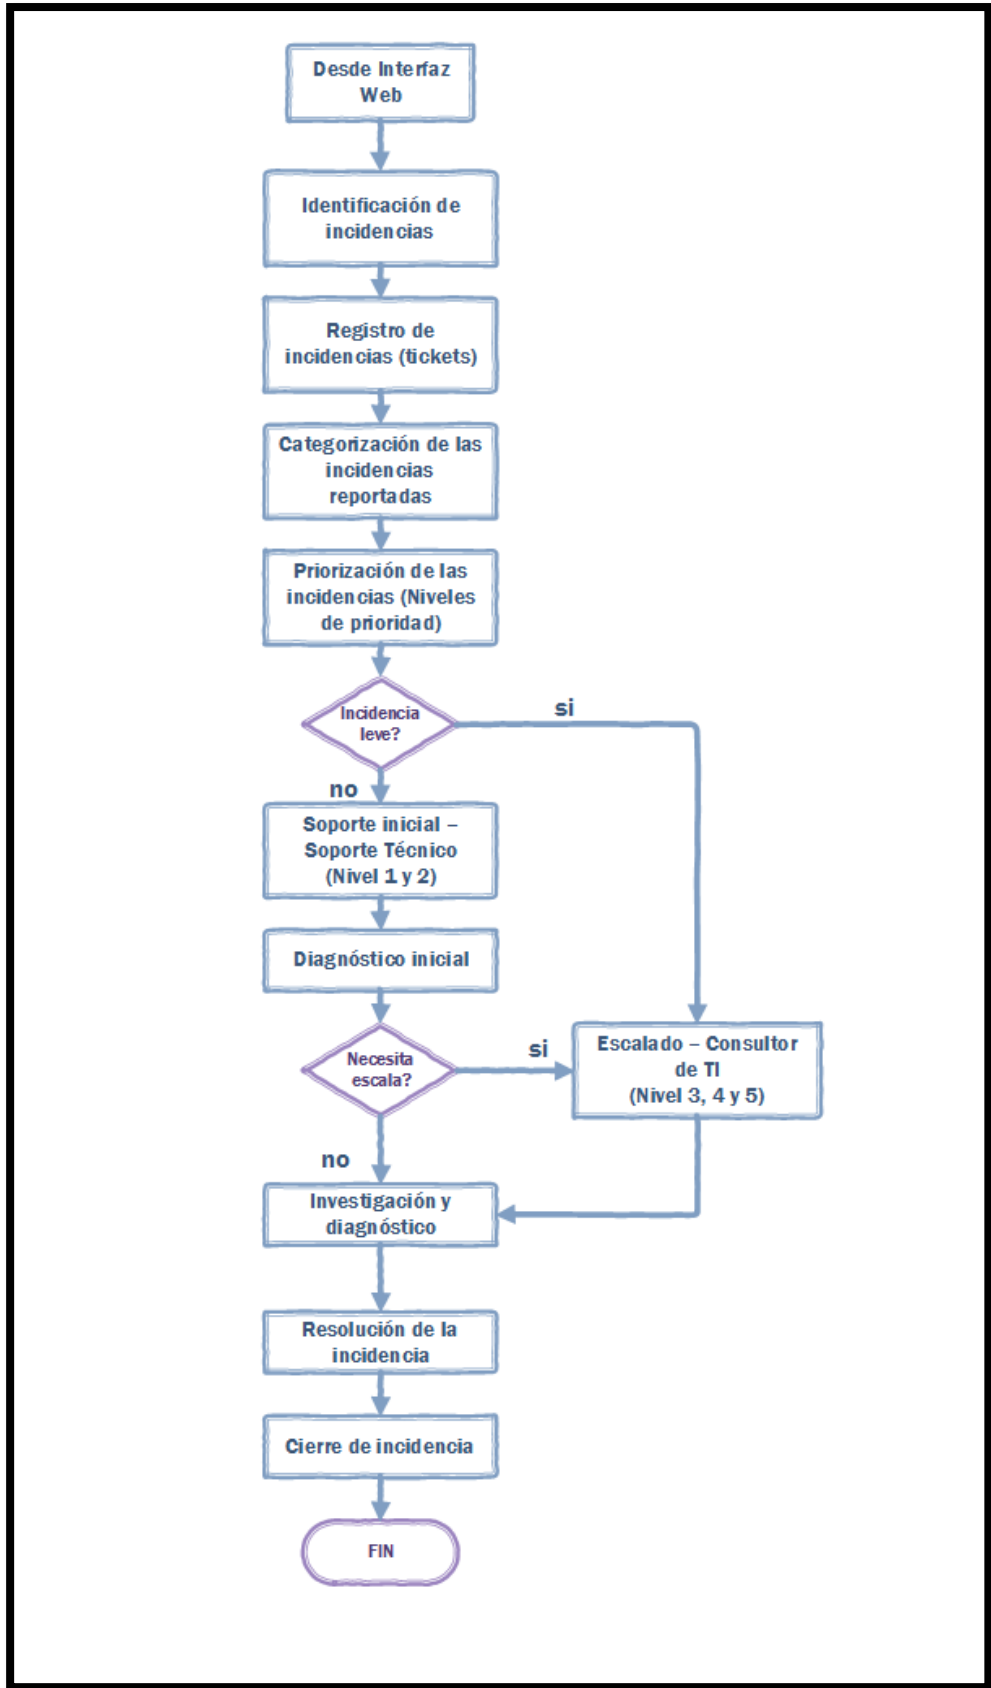 Desde Interfaz
Web
Identificación de
incidencias
Registro de
incidencias (tickets)
Categorización de las
incidencias
reportadas
Priorización de las
incidencias (Niveles
de prioridad)
Incidencia
leve?
si
no
Soporte inicial –
Soporte Técnico
(Nivel 1 y 2)
Diagnóstico inicial
Necesita
escala?
si
Escalado – Consultor
de TI
(Nivel 3, 4 y 5)
no
Investigación y
diagnóstico
Resolución de la
incidencia
Cierre de incidencia
FIN